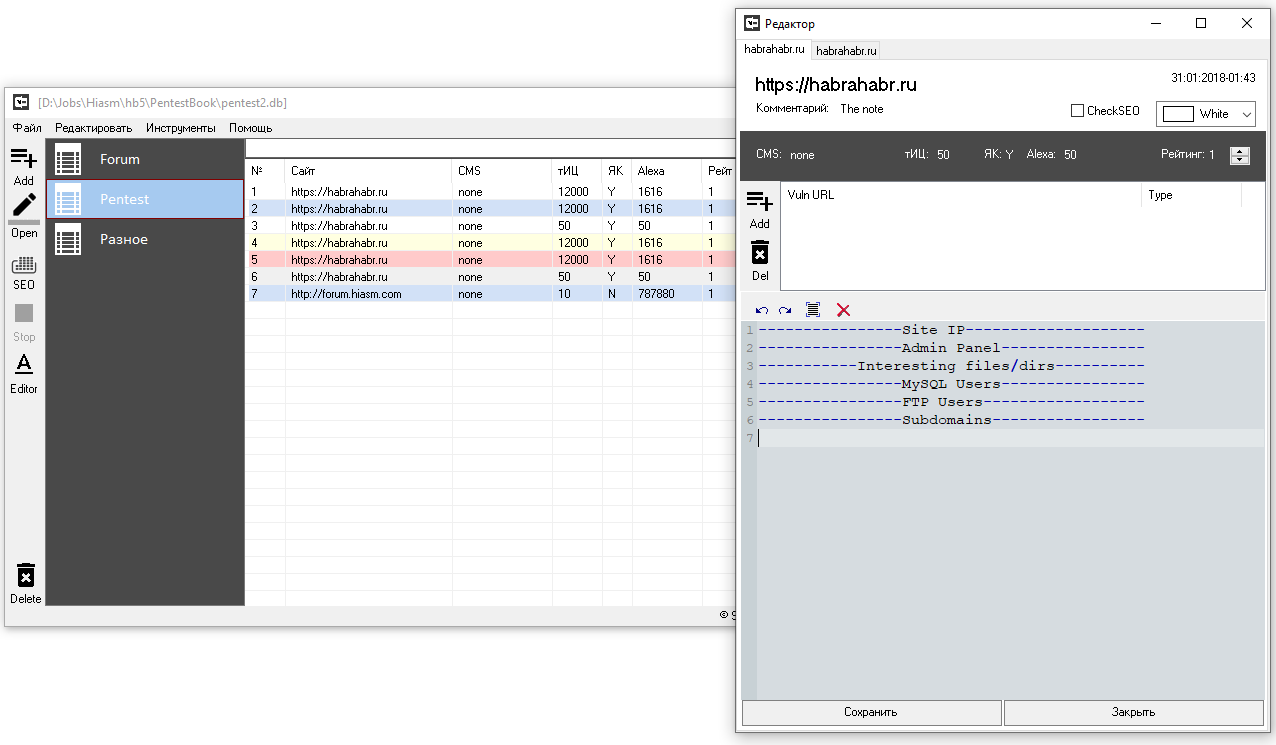 [D:\Jobs\Hiasm\hb5\PentestBook\pentest2.db]
Файл Редактировать Инструменты Помощь
Add
Open
SEO
Stop
Editor
Delete
Forum
Pentest
Разное
№ Сайт CMS тИЦ ЯК Alexa Рейт
1 https://habrahabr.ru none 12000 Y 1616 1
2 https://habrahabr.ru none 12000 Y 1616 1
3 https://habrahabr.ru none 50 Y 50 1
4 https://habrahabr.ru none 12000 Y 1616 1
5 https://habrahabr.ru none 12000 Y 1616 1
6 https://habrahabr.ru none 50 Y 50 1
7 http://forum.hiasm.com none 10 N 787880 1
©
Редактор
habrahabr.ru habrahabr.ru
https://habrahabr.ru 31:01:2018-01:43
Комментарий: The note CheckSEO White
CMS: none тИЦ: 50 ЯК: Y Alexa: 50 Рейтинг: 1
Add
Del
Vuln URL Type
1 ----------------Site IP--------------------
2 ----------------Admin Panel----------------
3 -----------Interesting files/dirs----------
4 ----------------MySQL Users----------------
5 ----------------FTP Users------------------
6 ----------------Subdomains-----------------
7
Сохранить Закрыть